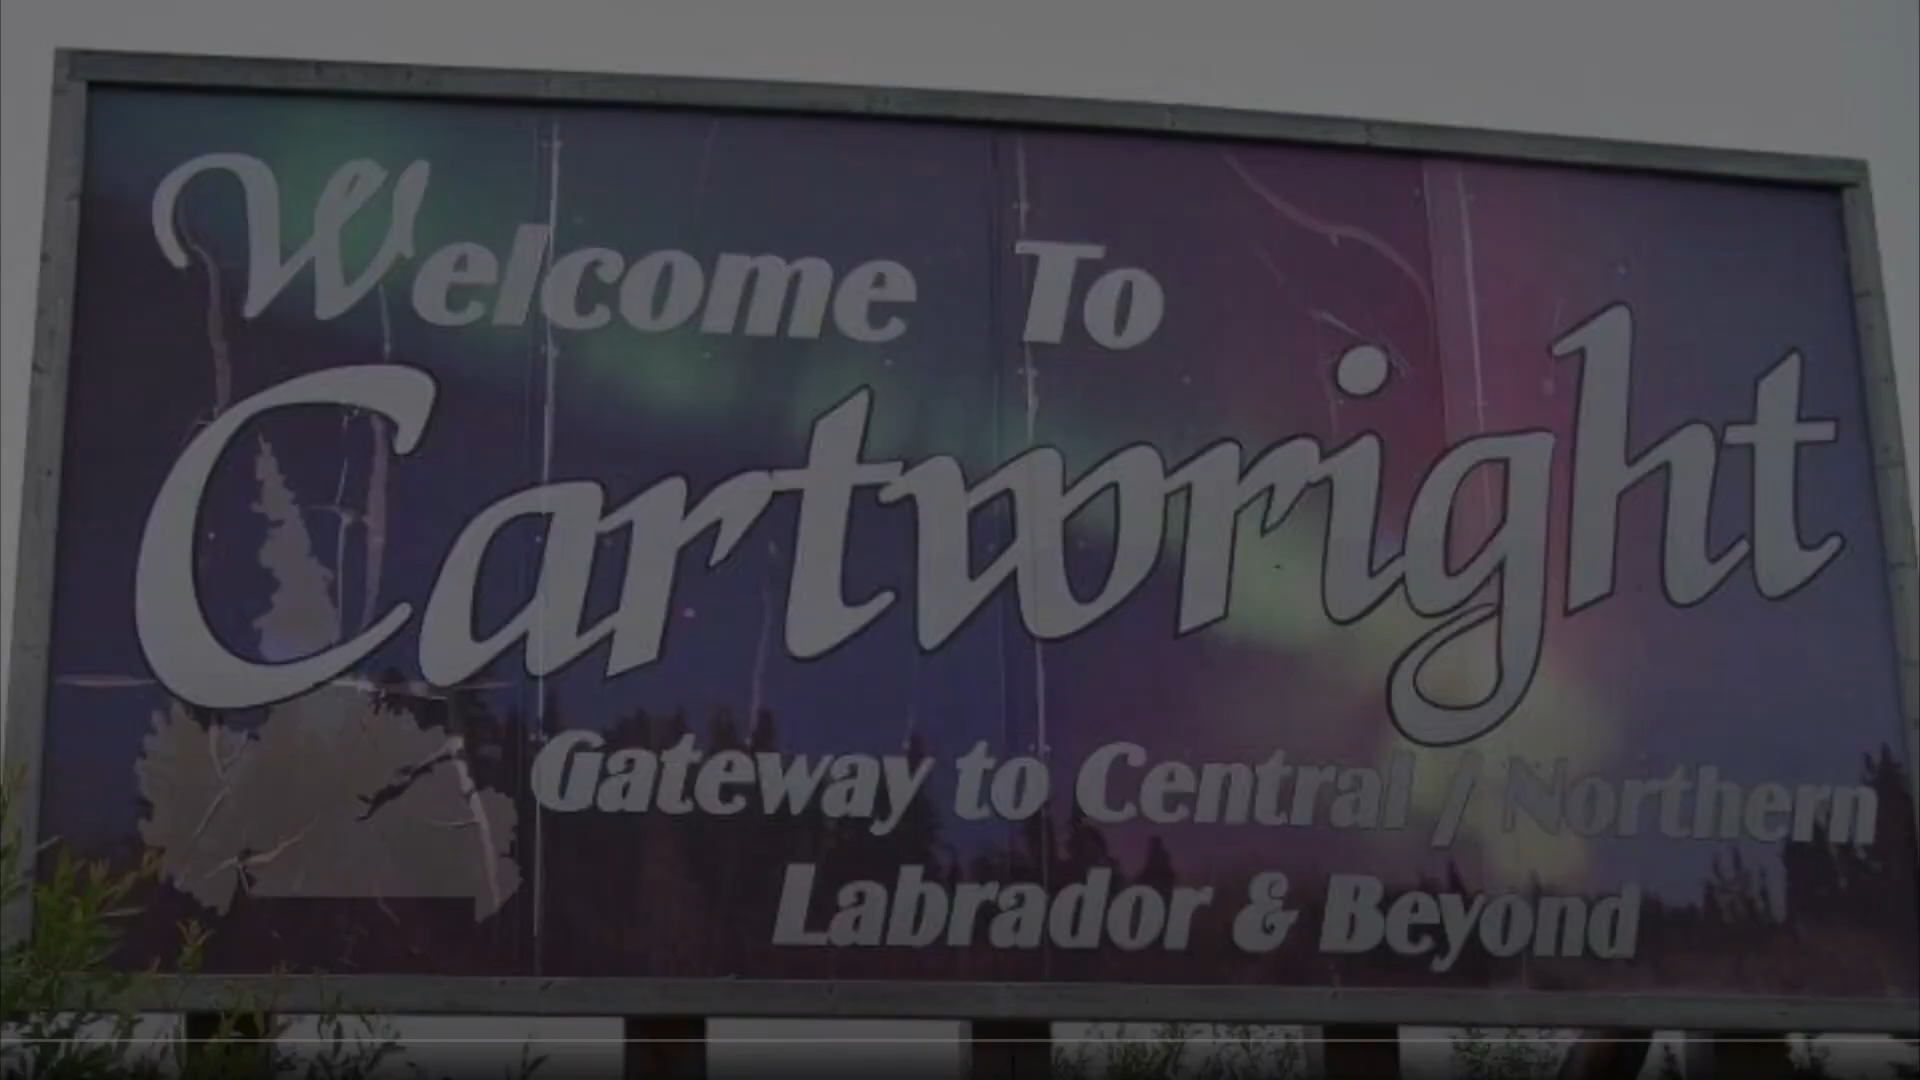 Welcome To
Cartwright
Gateway to Central / Northern
Labrador & Beyond